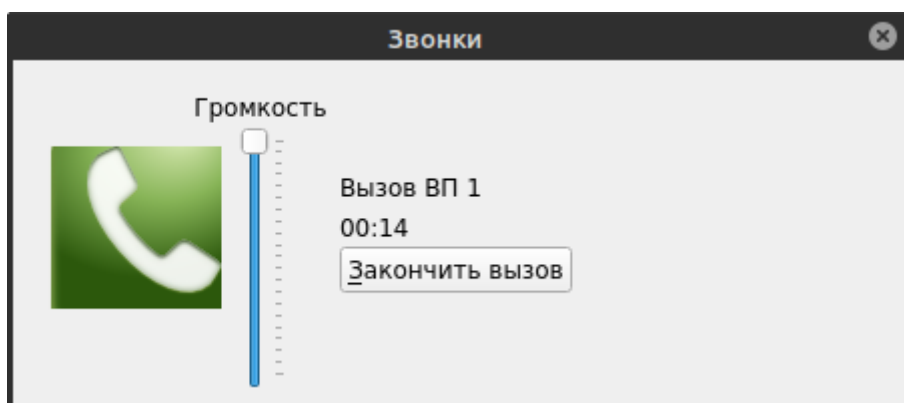 Звонки
Громкость
Вызов ВП 1
00:14
Закончить вызов